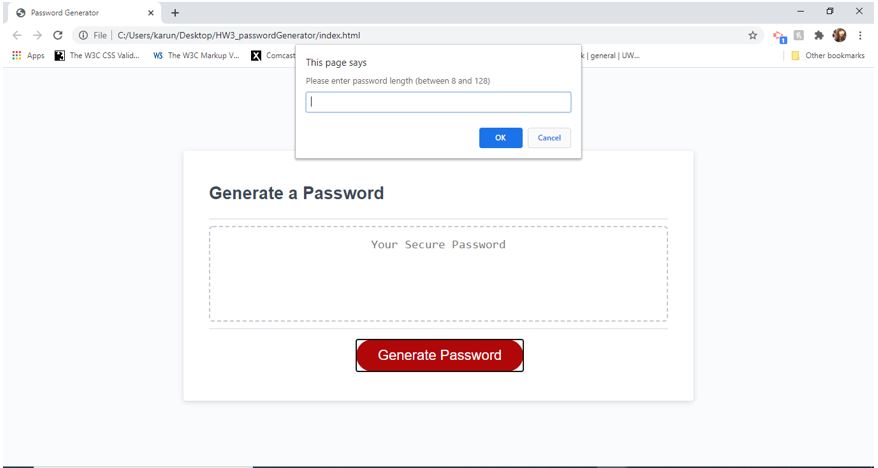 Password Generator
File | C:/Users/karun/Desktop/HW3_passwordGenerator/index.html
1
Apps The W3C CSS Valid... The W3C Markup V... Comcast k | general | UW... Other bookmarks
This page says
Please enter password length (between 8 and 128)
OK Cancel
Generate a Password
Your Secure Password
Generate Password